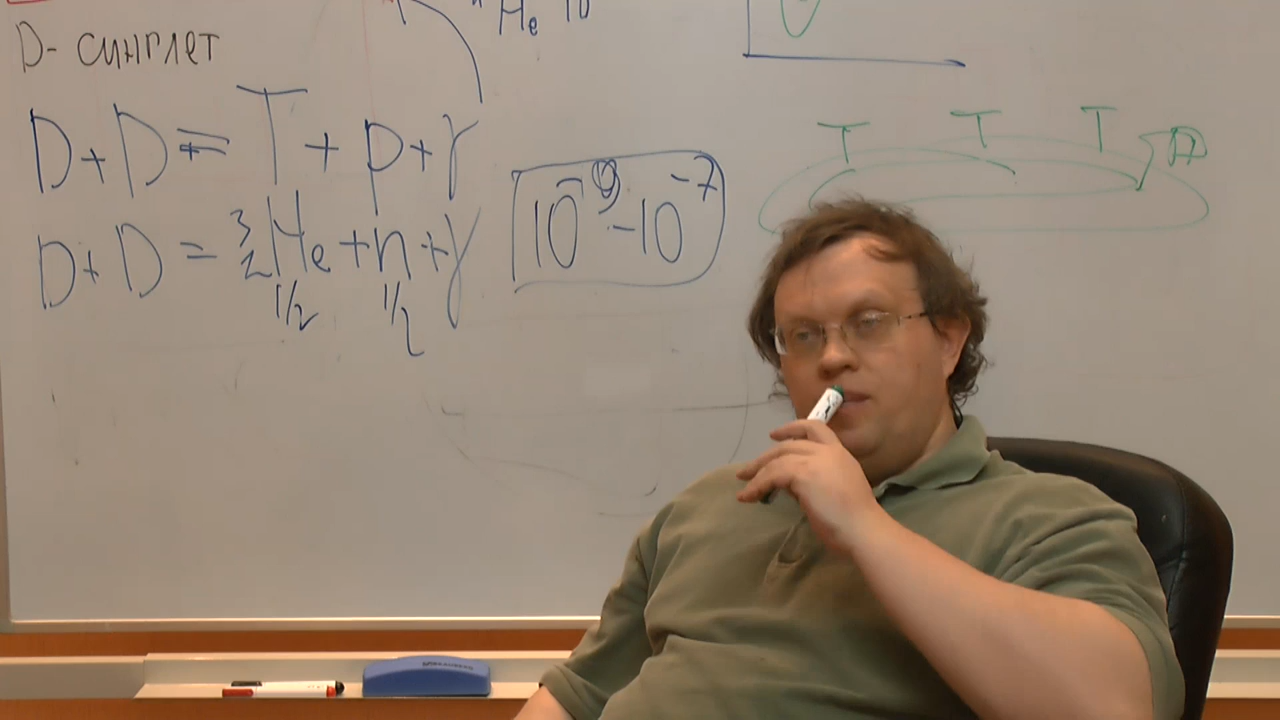 He 10
D - синглет
D + D = T + p + γ
D + D = ³₂He + n + γ
1/2 1/2
10⁻⁹ - 10⁻⁷
T T T